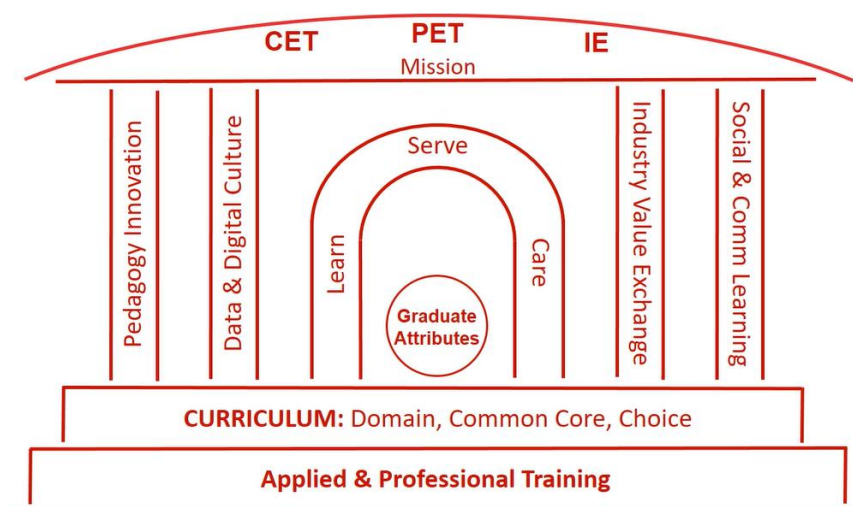 CET PET IE
Mission
Pedagogy Innovation
Data & Digital Culture
Learn
Serve
Care
Graduate
Attributes
Industry Value Exchange
Social & Comm Learning
CURRICULUM: Domain, Common Core, Choice
Applied & Professional Training